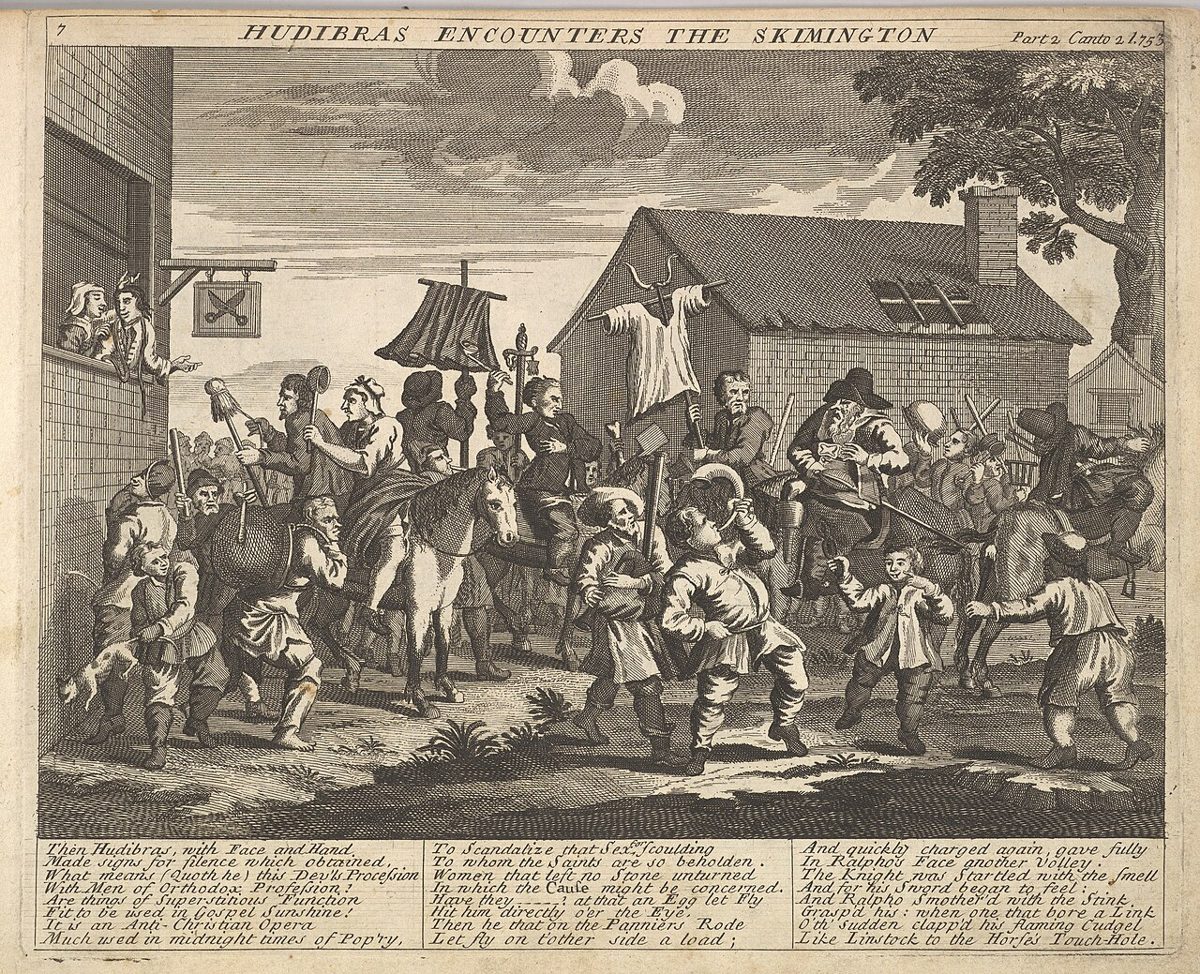 7
HUDIBRAS ENCOUNTERS THE SKIMINGTON
Part 2 Canto 2 l.753
Then Hudibras, with Face and Hand,
Made signs for silence which obtained,
What means (Quoth he) this Dev'ls Procession
With Men of Orthodox Profession?
Are things of Superstitious Function
Fit to be used in Gospel Sunshine!
It is an Anti-Christian Opera
Much used in midnight times of Pop'ry,
To Scandalize that Sex for Scoulding
To whom the Saints are so beholden.
Women that left no Stone unturned
In which the Cause might be concerned.
Have they ____? at that an Egg let Fly
Hit him directly o'er the Eye,
Then he that on the Panniers Rode
Let fly on t'other side a load;
And quickly charged again, gave fully
In Ralpho's Face another Volley.
The Knight was Startled with the smell
And for his Sword began to feel:
And Ralpho Smother'd with the Stink
Grasp'd his: when one that bore a Link
O'th' Sudden clapp'd his flaming Cudgel
Like Linstock to the Horse's Touch-Hole.